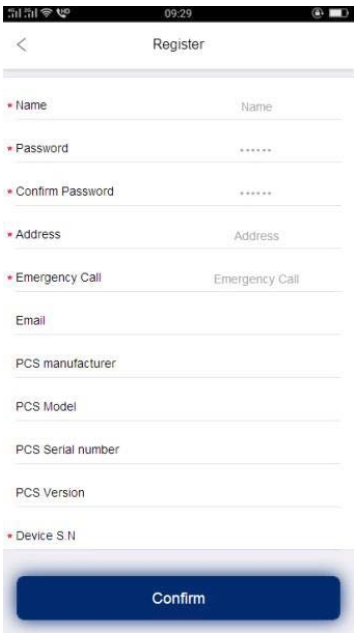 09:29
Register
* Name Name
* Password ······
* Confirm Password ······
* Address Address
* Emergency Call Emergency Call
Email
PCS manufacturer
PCS Model
PCS Serial number
PCS Version
* Device S.N
Confirm